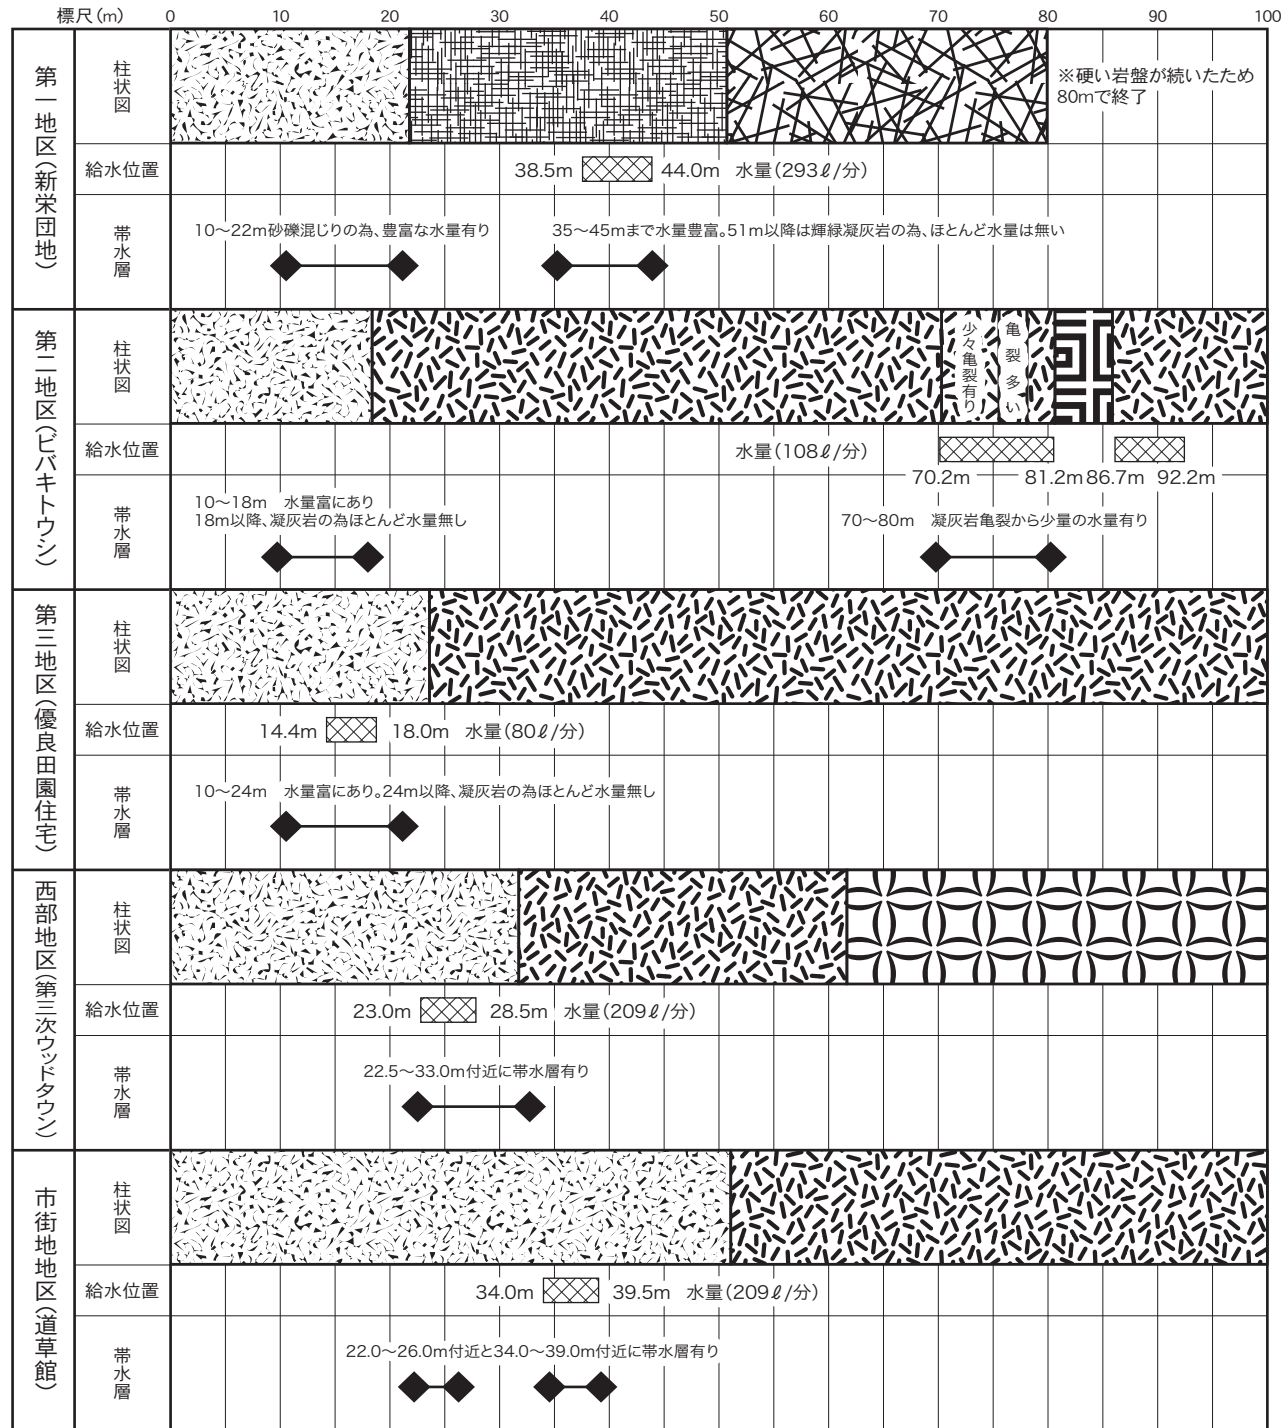 標尺(m) 0 10 20 30 40 50 60 70 80 90 100
第一地区(新栄団地)
柱状図
※硬い岩盤が続いたため
80mで終了
給水位置
38.5m 44.0m 水量(293ℓ/分)
帯水層
10〜22m砂礫混じりの為、豊富な水量有り
35〜45mまで水量豊富。51m以降は輝緑凝灰岩の為、ほとんど水量は無い
第二地区(ビバキトウシ)
柱状図
少々亀裂有り
亀裂多い
給水位置
水量(108ℓ/分)
70.2m 81.2m 86.7m 92.2m
帯水層
10〜18m 水量富にあり
18m以降、凝灰岩の為ほとんど水量無し
70〜80m 凝灰岩亀裂から少量の水量有り
第三地区(優良田園住宅)
柱状図
給水位置
14.4m 18.0m 水量(80ℓ/分)
帯水層
10〜24m 水量富にあり。24m以降、凝灰岩の為ほとんど水量無し
西部地区(第三次ウッドタウン)
柱状図
給水位置
23.0m 28.5m 水量(209ℓ/分)
帯水層
22.5〜33.0m付近に帯水層有り
市街地地区(道草館)
柱状図
給水位置
34.0m 39.5m 水量(209ℓ/分)
帯水層
22.0〜26.0m付近と34.0〜39.0m付近に帯水層有り